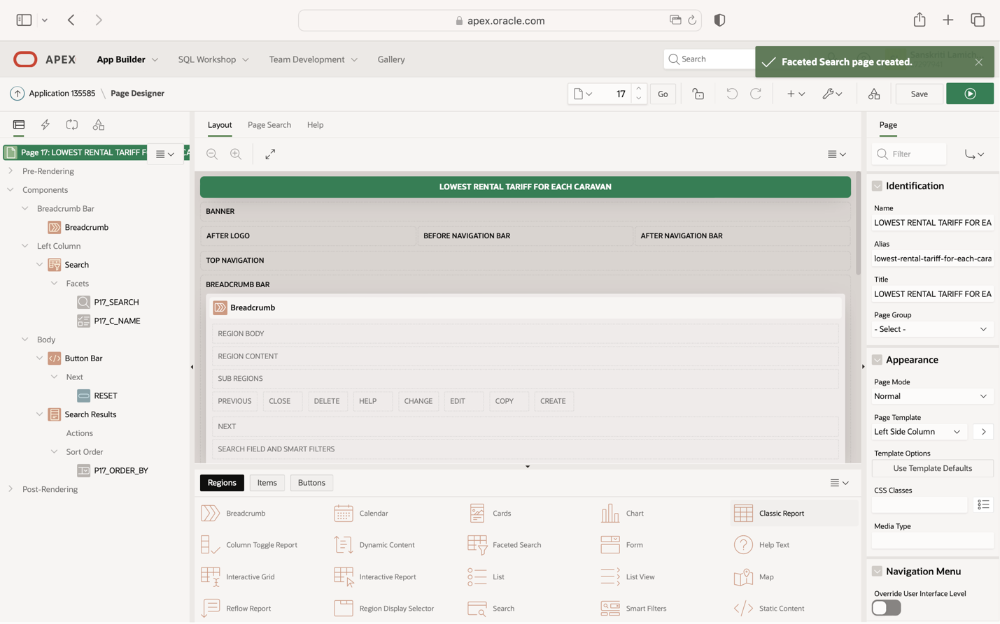 apex.oracle.com
APEX
App Builder
SQL Workshop
Team Development
Gallery
Search
Faceted Search page created.
Application 135585 \ Page Designer
17
Go
Save
Layout
Page Search
Help
Page
Page 17: LOWEST RENTAL TARIFF F
CA
Pre-Rendering
Components
Breadcrumb Bar
Breadcrumb
Left Column
Search
Facets
P17_SEARCH
P17_C_NAME
Body
Button Bar
Next
RESET
Search Results
Actions
Sort Order
P17_ORDER_BY
Post-Rendering
LOWEST RENTAL TARIFF FOR EACH CARAVAN
BANNER
AFTER LOGO
BEFORE NAVIGATION BAR
AFTER NAVIGATION BAR
TOP NAVIGATION
BREADCRUMB BAR
Breadcrumb
REGION BODY
REGION CONTENT
SUB REGIONS
PREVIOUS
CLOSE
DELETE
HELP
CHANGE
EDIT
COPY
CREATE
NEXT
SEARCH FIELD AND SMART FILTERS
Regions
Items
Buttons
Breadcrumb
Calendar
Cards
Chart
Classic Report
Column Toggle Report
Dynamic Content
Faceted Search
Form
Help Text
Interactive Grid
Interactive Report
List
List View
Map
Reflow Report
Region Display Selector
Search
Smart Filters
Static Content
Filter
Identification
Name
LOWEST RENTAL TARIFF FOR EA
Alias
lowest-rental-tariff-for-each-cara
Title
LOWEST RENTAL TARIFF FOR EA
Page Group
- Select -
Appearance
Page Mode
Normal
Page Template
Left Side Column
Template Options
Use Template Defaults
CSS Classes
Media Type
Navigation Menu
Override User Interface Level